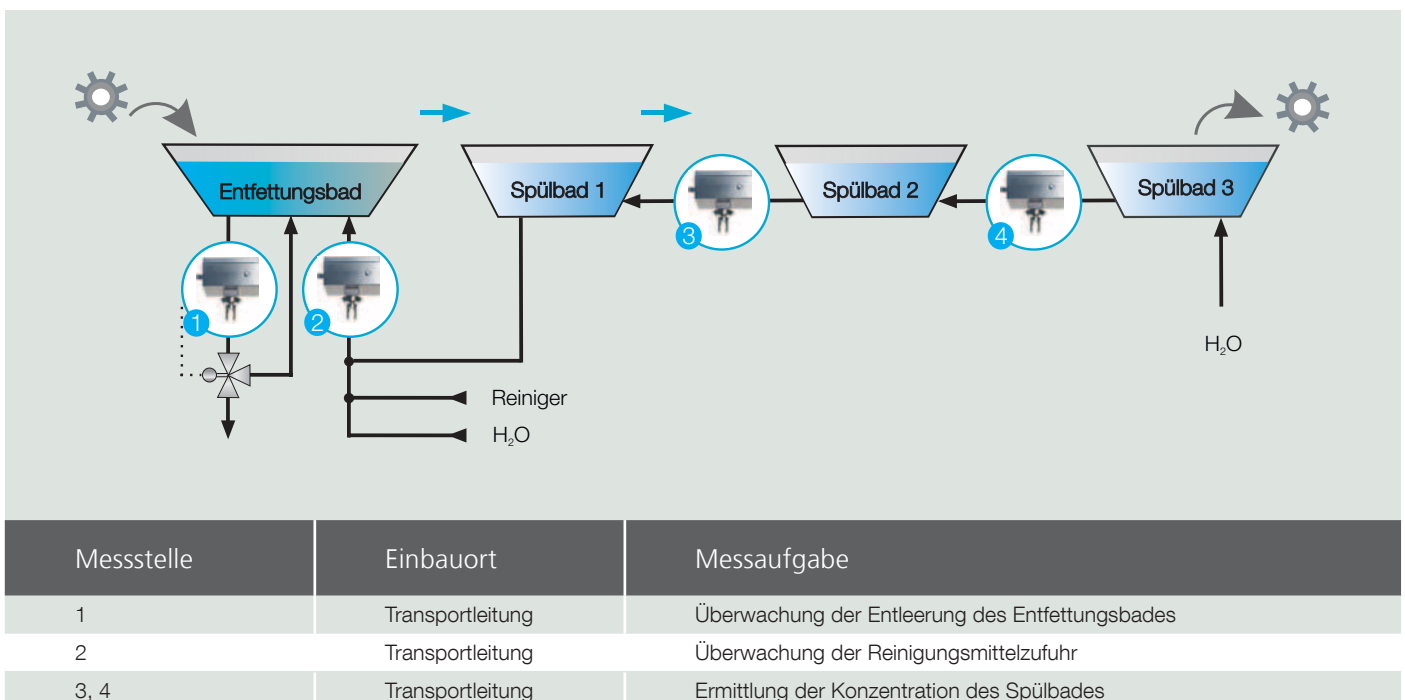 Entfettungsbad
Spülbad 1
Spülbad 2
Spülbad 3
1
2
3
4
H₂O
Reiniger
H₂O
Messstelle Einbauort Messaufgabe
1 Transportleitung Überwachung der Entleerung des Entfettungsbades
2 Transportleitung Überwachung der Reinigungsmittelzufuhr
3, 4 Transportleitung Ermittlung der Konzentration des Spülbades